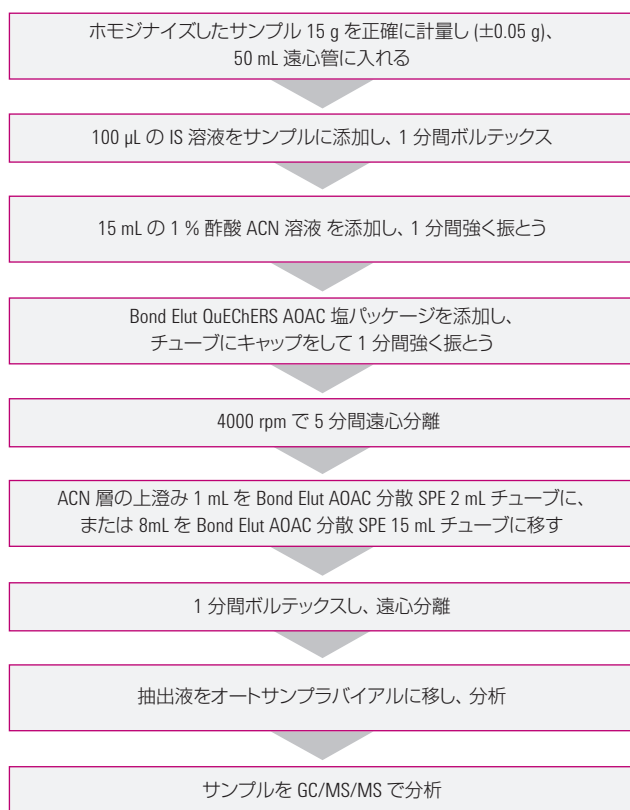 ホモジナイズしたサンプル 15 g を正確に計量し (±0.05 g)、
50 mL 遠心管に入れる
100 µL の IS 溶液をサンプルに添加し、1 分間ボルテックス
15 mL の 1 % 酢酸 ACN 溶液 を添加し、1 分間強く振とう
Bond Elut QuEChERS AOAC 塩パッケージを添加し、
チューブにキャップをして 1 分間強く振とう
4000 rpm で 5 分間遠心分離
ACN 層の上澄み 1 mL を Bond Elut AOAC 分散 SPE 2 mL チューブに、
または 8mL を Bond Elut AOAC 分散 SPE 15 mL チューブに移す
1 分間ボルテックスし、遠心分離
抽出液をオートサンプラバイアルに移し、分析
サンプルを GC/MS/MS で分析